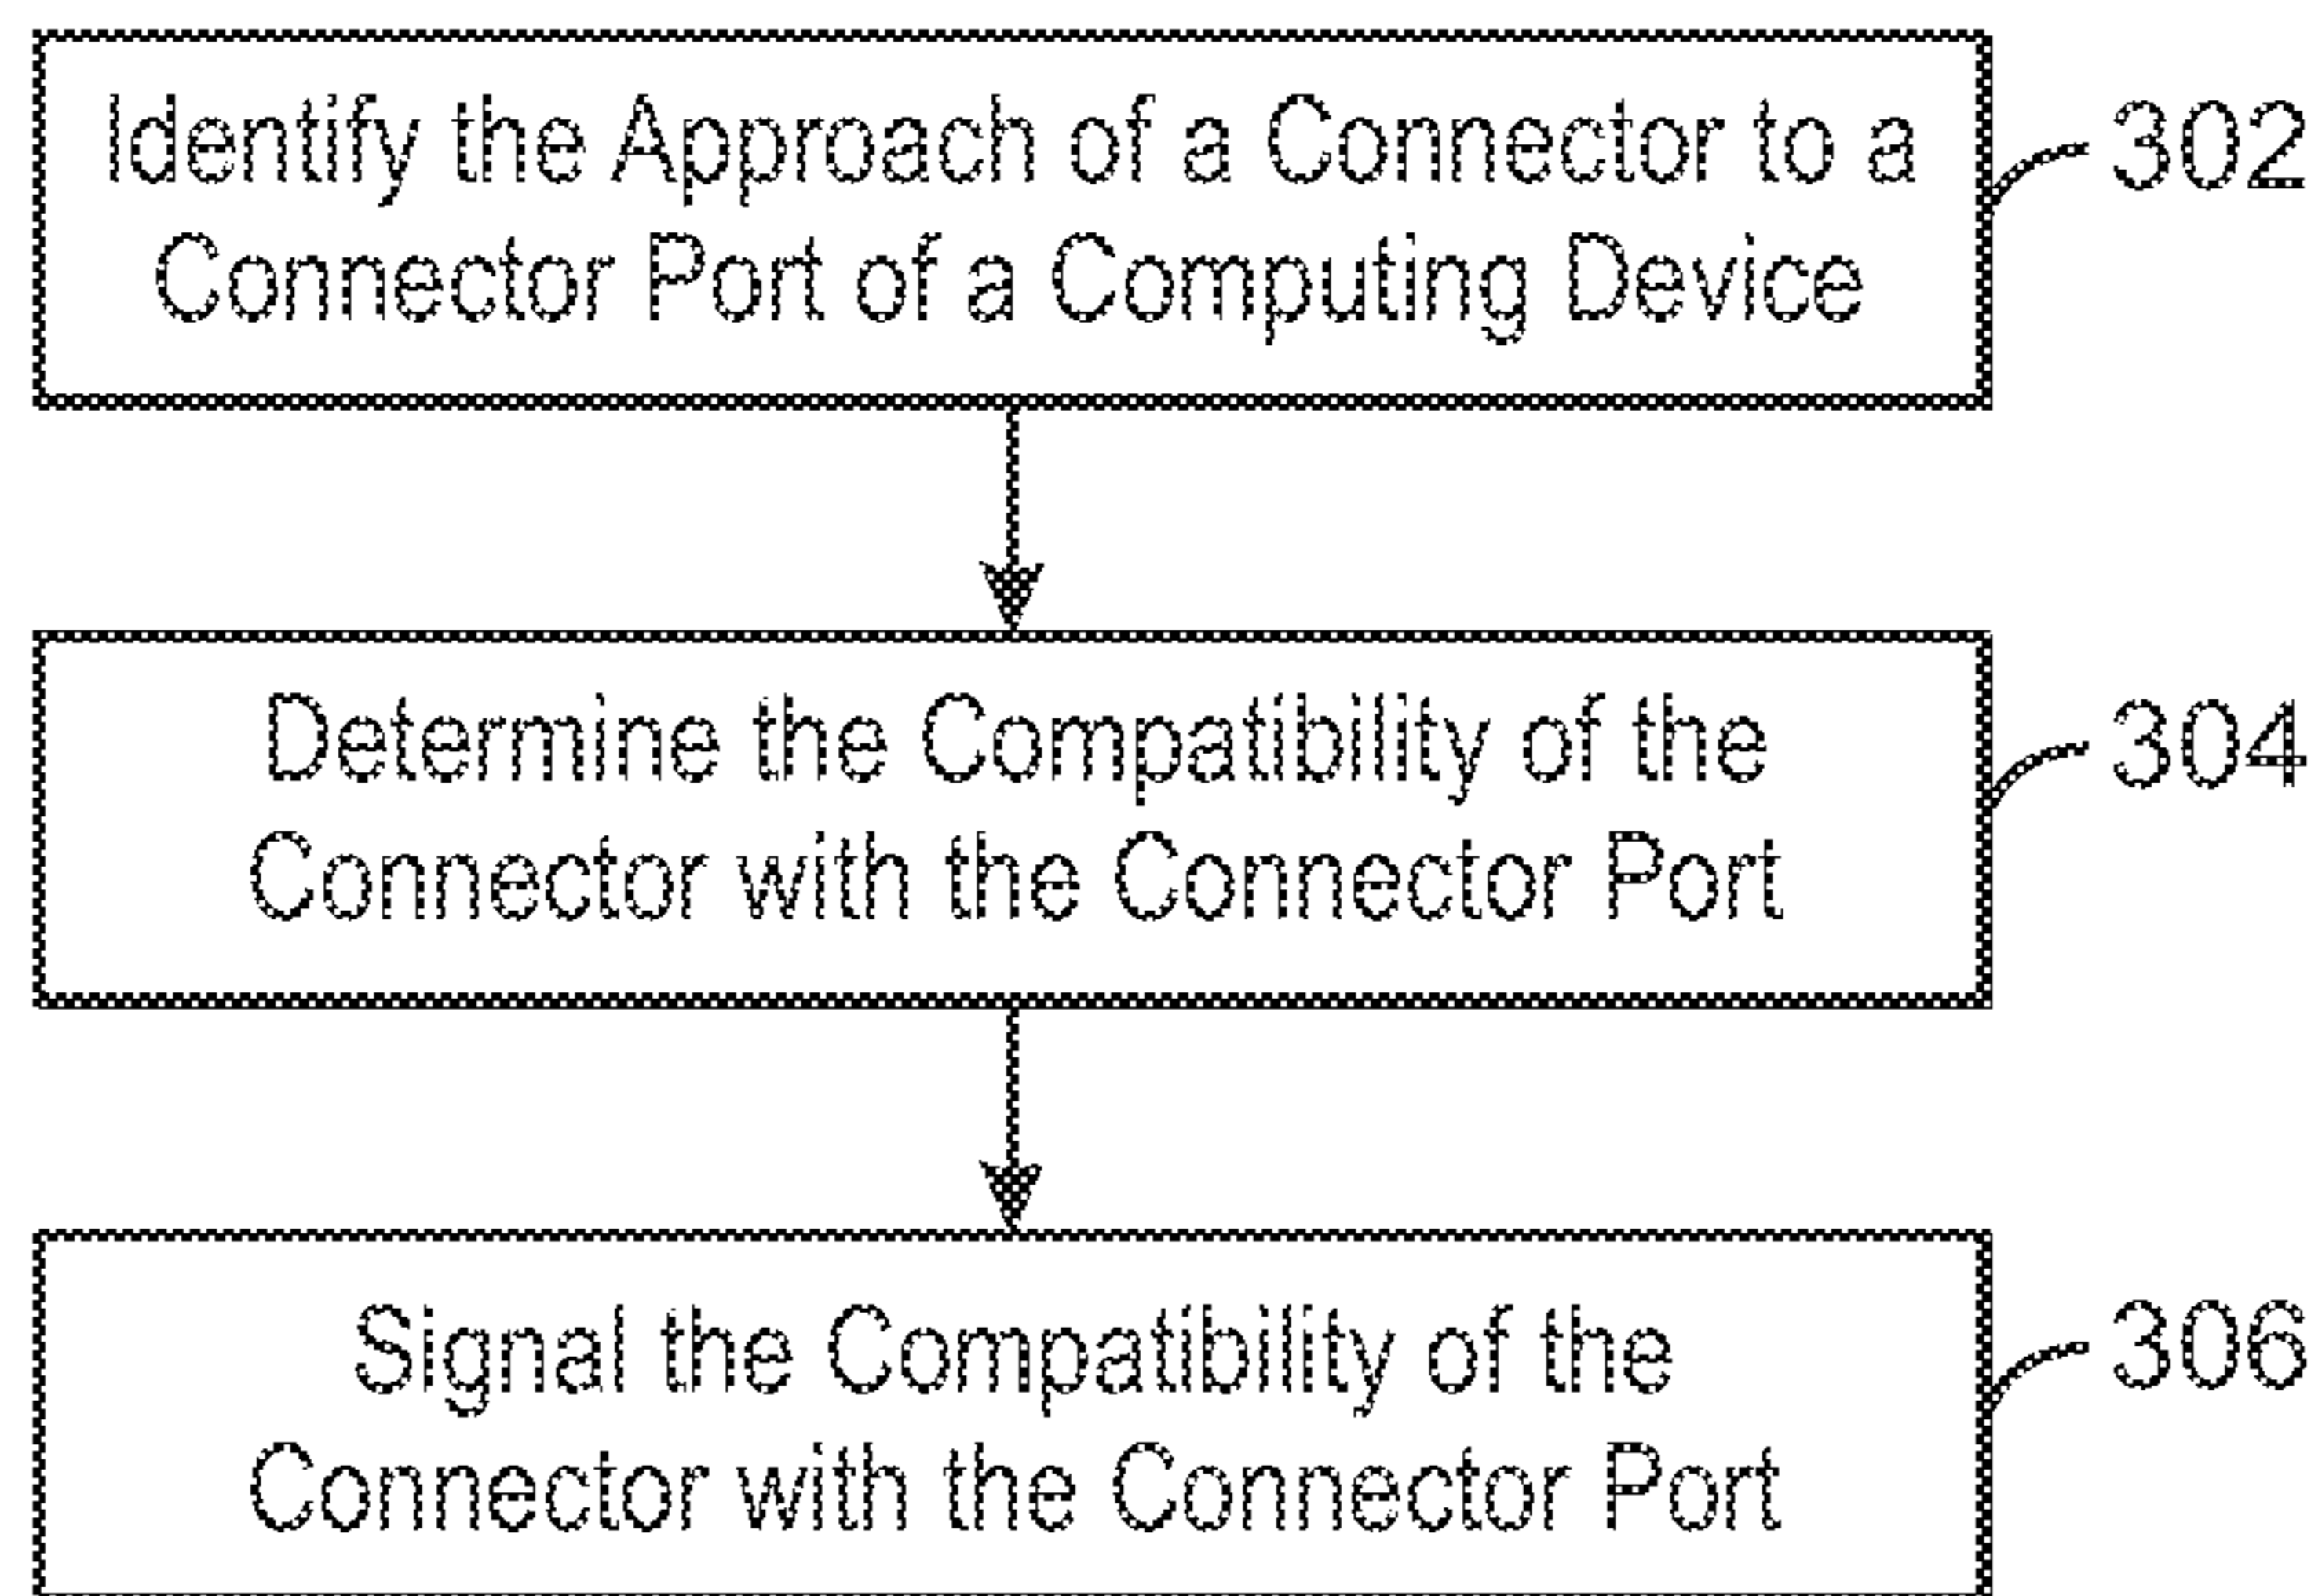 Identify the Approach of a Connector to a
Connector Port of a Computing Device
302
Determine the Compatibility of the
Connector with the Connector Port
304
Signal the Compatibility of the
Connector with the Connector Port
306